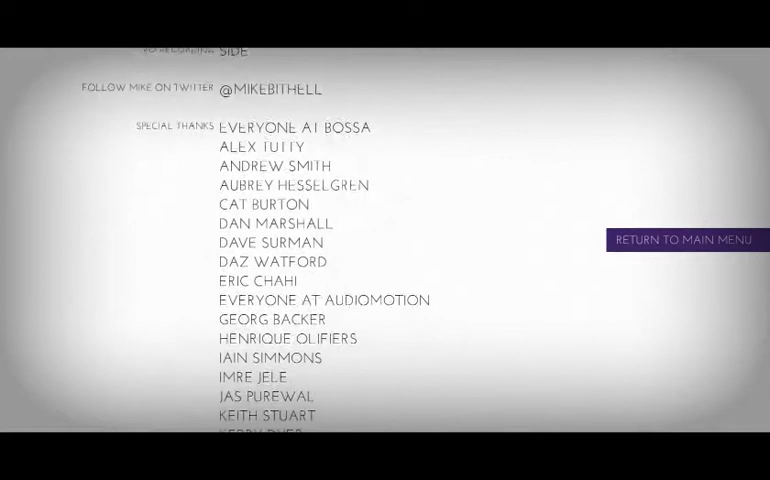 SIDE
FOLLOW MIKE ON TWITTER @MIKEBITHELL
SPECIAL THANKS EVERYONE AT BOSSA
ALEX TUTTY
ANDREW SMITH
AUBREY HESSELGREN
CAT BURTON
DAN MARSHALL
DAVE SURMAN
DAZ WATFORD
RETURN TO MAIN MENU
ERIC CHAHI
EVERYONE AT AUDIOMOTION
GEORG BACKER
HENRIQUE OLIFIERS
IAIN SIMMONS
IMRE JELE
JAS PUREWAL
KEITH STUART